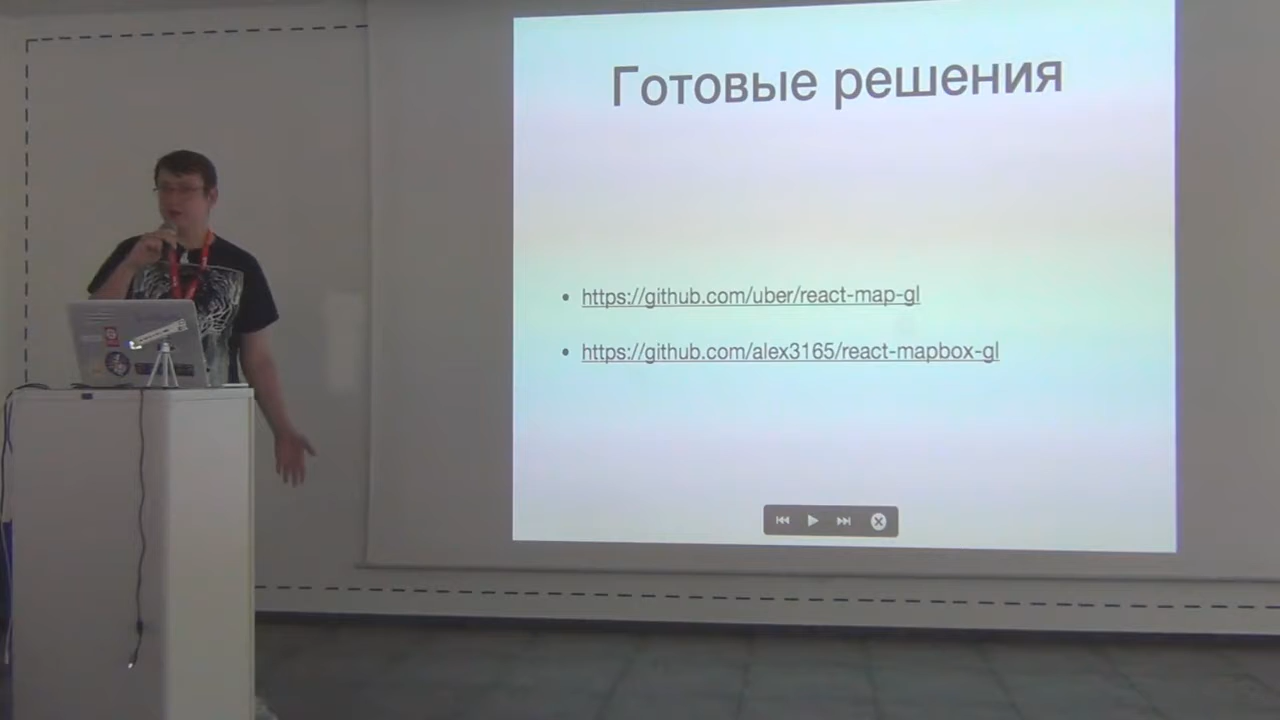 Готовые решения
https://github.com/uber/react-map-gl
https://github.com/alex3165/react-mapbox-gl